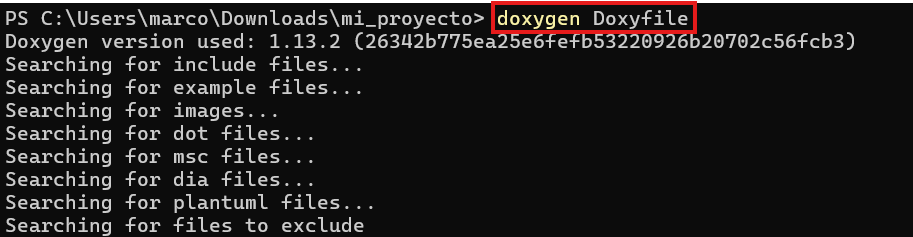 PS C:\Users\marco\Downloads\mi_proyecto> doxygen Doxyfile
Doxygen version used: 1.13.2 (26342b775ea25e6fefb53220926b20702c56fcb3)
Searching for include files...
Searching for example files...
Searching for images...
Searching for dot files...
Searching for msc files...
Searching for dia files...
Searching for plantuml files...
Searching for files to exclude